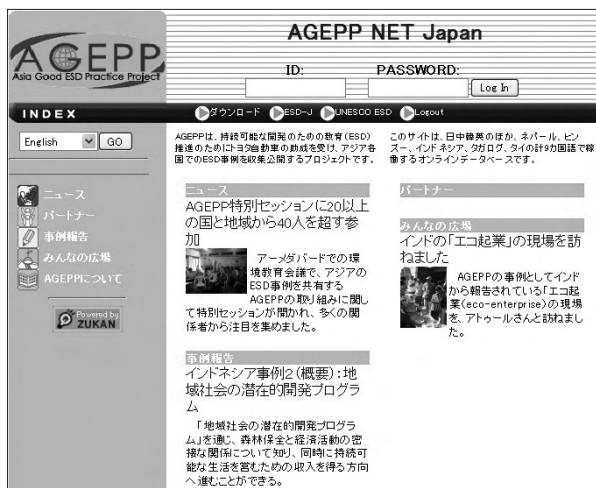 AGEPP
Asia Good ESD Practice Project
AGEPP NET Japan
ID:
PASSWORD:
Log In
INDEX
ダウンロード
ESD-J
UNESCO ESD
Logout
English
GO
ニュース
パートナー
事例報告
みんなの広場
AGEPPについて
Powered by
ZUKAN
AGEPPは、持続可能な開発のための教育(ESD)
推進のためにトヨタ自動車の助成を受け、アジア各
国でのESD事例を収集公開するプロジェクトです。
このサイトは、日中韓英のほか、ネパール、ヒン
ズー、インドネシア、タガログ、タイの計9カ国語で稼
働するオンラインデータベースです。
ニュース
AGEPP特別セッションに20以上
の国と地域から40人を超す参
加
アーメダバードでの環
境教育会議で、アジアの
ESD事例を共有する
AGEPPの取り組みに関し
て特別セッションが開かれ、多くの関
係者から注目を集めました。
事例報告
インドネシア事例2(概要):地
域社会の潜在的開発プログラ
ム
「地域社会の潜在的開発プログラ
ム」を通じ、森林保全と経済活動の密
接な関係について知り、同時に持続可
能な生活を営むための収入を得る方向
へ進むことができる。
パートナー
みんなの広場
インドの「エコ起業」の現場を訪
ねました
AGEPPの事例としてインド
から報告されている「エコ起
業(eco-enterprise)の現場
を、アトゥールさんと訪ねまし
た。